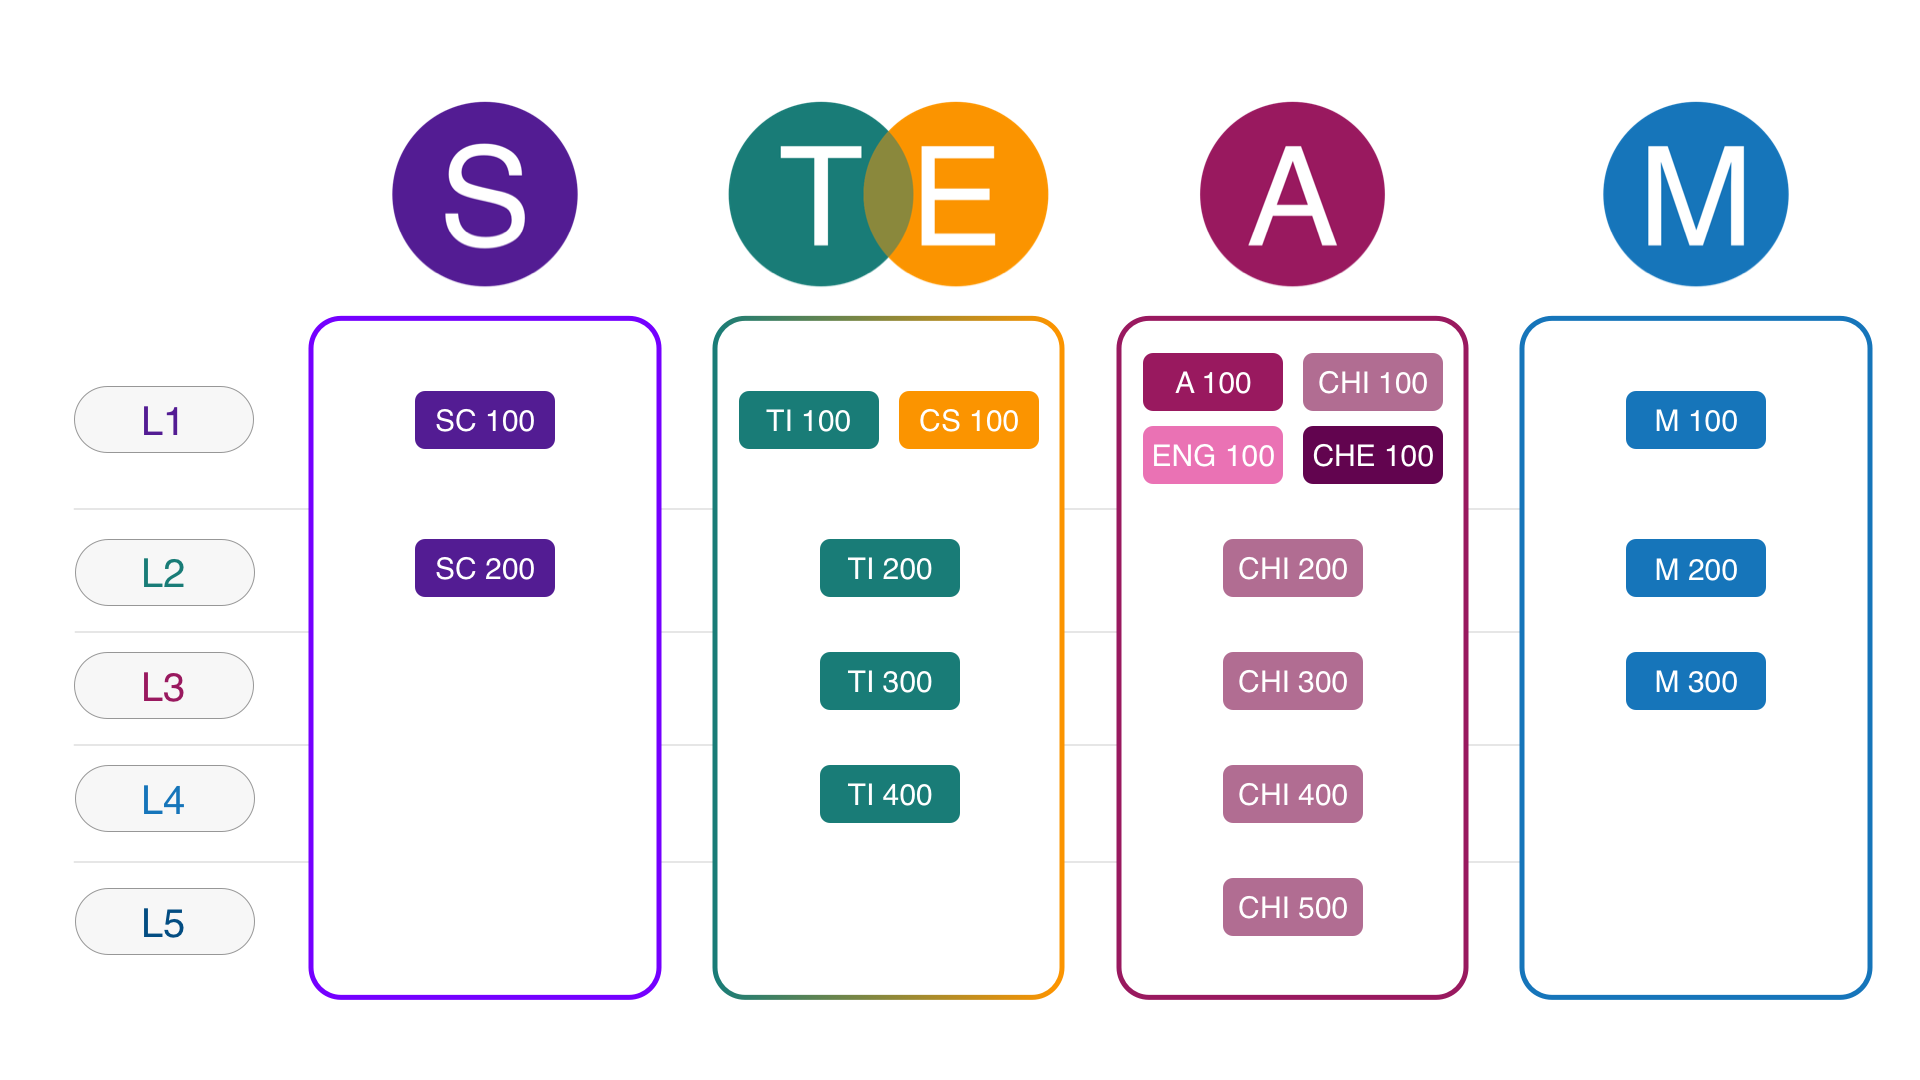 S T E A M
A 100 CHI 100
L1 SC 100 TI 100 CS 100 M 100
ENG 100 CHE 100
L2 SC 200 TI 200 CHI 200 M 200
L3 TI 300 CHI 300 M 300
L4 TI 400 CHI 400
L5 CHI 500